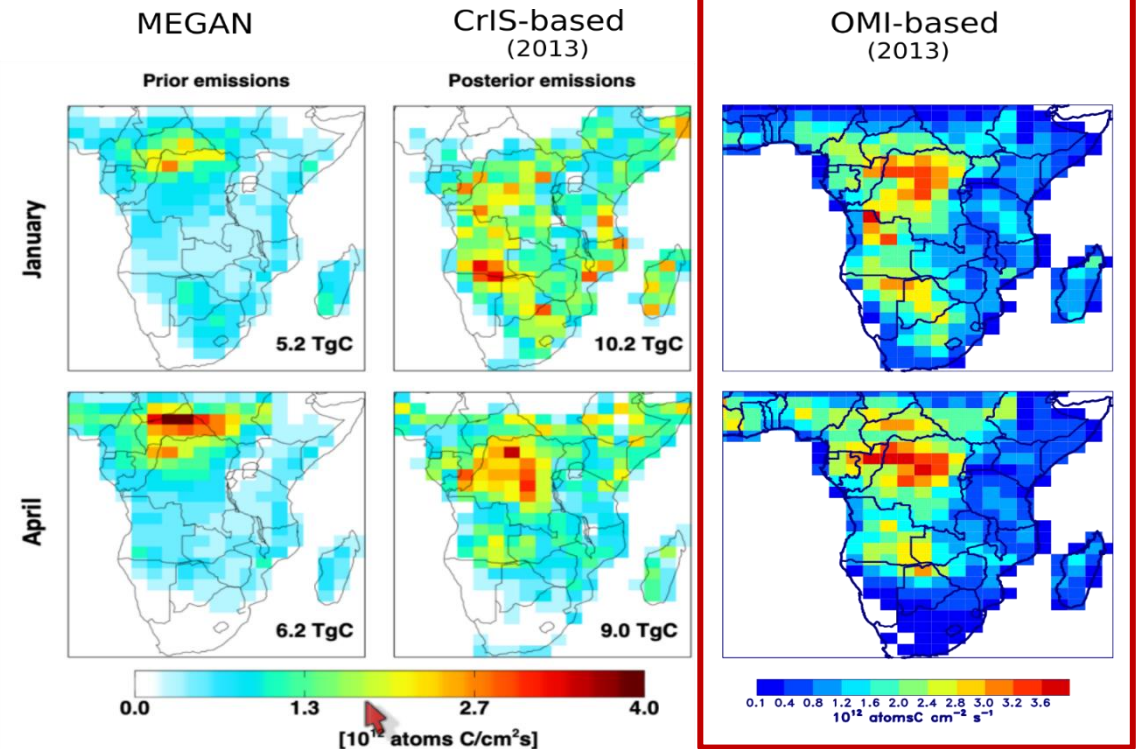 MEGAN
CrIS-based
(2013)
OMI-based
(2013)
Prior emissions
Posterior emissions
January
5.2 TgC
10.2 TgC
April
6.2 TgC
9.0 TgC
0.0 1.3 2.7 4.0
[10¹² atoms C/cm²s]
0.1 0.4 0.8 1.2 1.6 2.0 2.4 2.8 3.0 3.2 3.6
10¹² atomsC cm⁻² s⁻¹